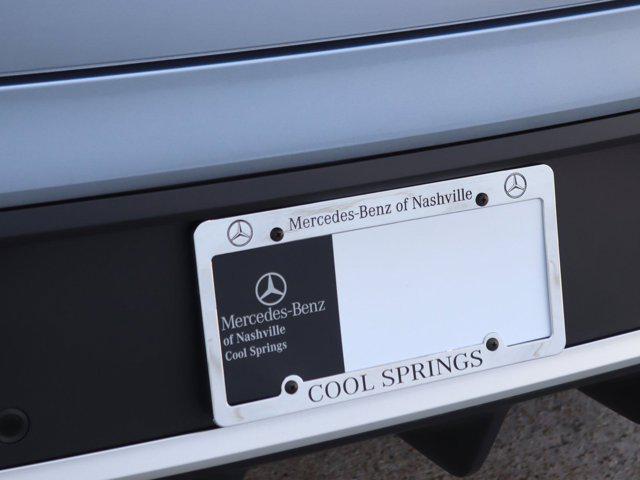 Mercedes-Benz of Nashville
Mercedes-Benz
of Nashville
Cool Springs
COOL SPRINGS